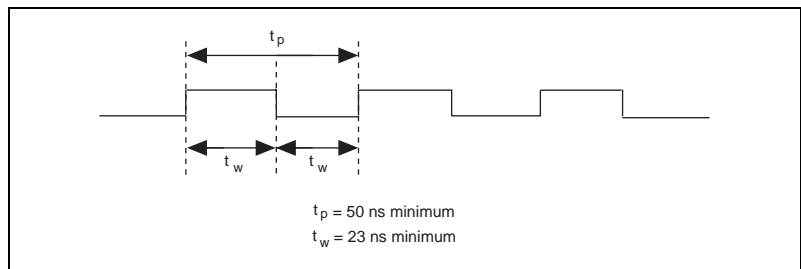 t p
t w t w
t p = 50 ns minimum
t w = 23 ns minimum